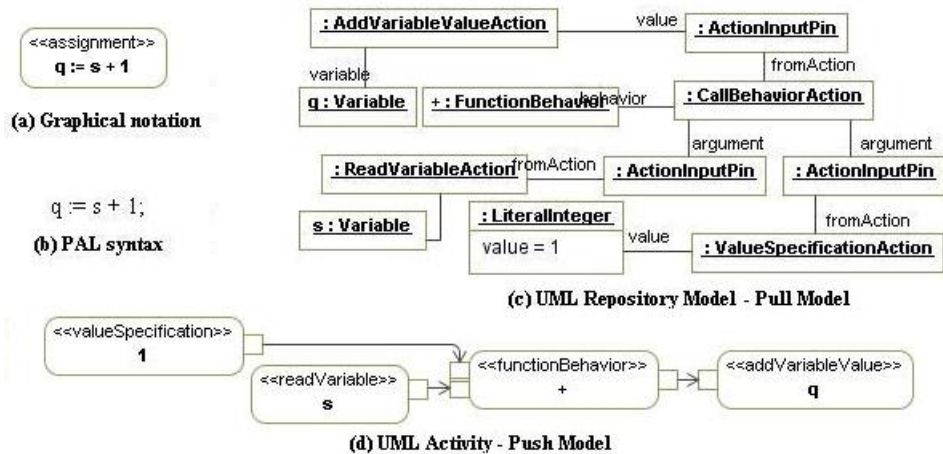 <<assignment>>
q := s + 1
(a) Graphical notation
q := s + 1;
(b) PAL syntax
: AddVariableValueAction
value
: ActionInputPin
variable
fromAction
q : Variable
+ : FunctionBehavior
behavior
: CallBehaviorAction
argument
argument
: ReadVariableAction
fromAction
: ActionInputPin
: ActionInputPin
s : Variable
: LiteralInteger
value = 1
value
fromAction
: ValueSpecificationAction
(c) UML Repository Model - Pull Model
<<valueSpecification>>
1
<<readVariable>>
s
<<functionBehavior>>
+
<<addVariableValue>>
q
(d) UML Activity - Push Model